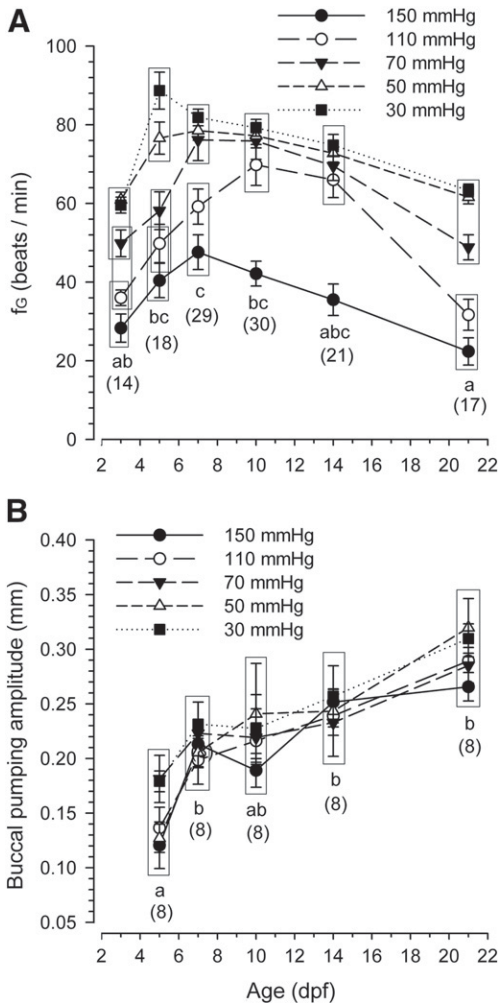 A
150 mmHg
110 mmHg
70 mmHg
50 mmHg
30 mmHg
100
80
60
40
20
0
fG (beats / min)
ab
(14)
bc
(18)
c
(29)
bc
(30)
abc
(21)
a
(17)
2 4 6 8 10 12 14 16 18 20 22
B
150 mmHg
110 mmHg
70 mmHg
50 mmHg
30 mmHg
0.40
0.35
0.30
0.25
0.20
0.15
0.10
0.05
Buccal pumping amplitude (mm)
a
(8)
b
(8)
ab
(8)
b
(8)
b
(8)
2 4 6 8 10 12 14 16 18 20 22
Age (dpf)